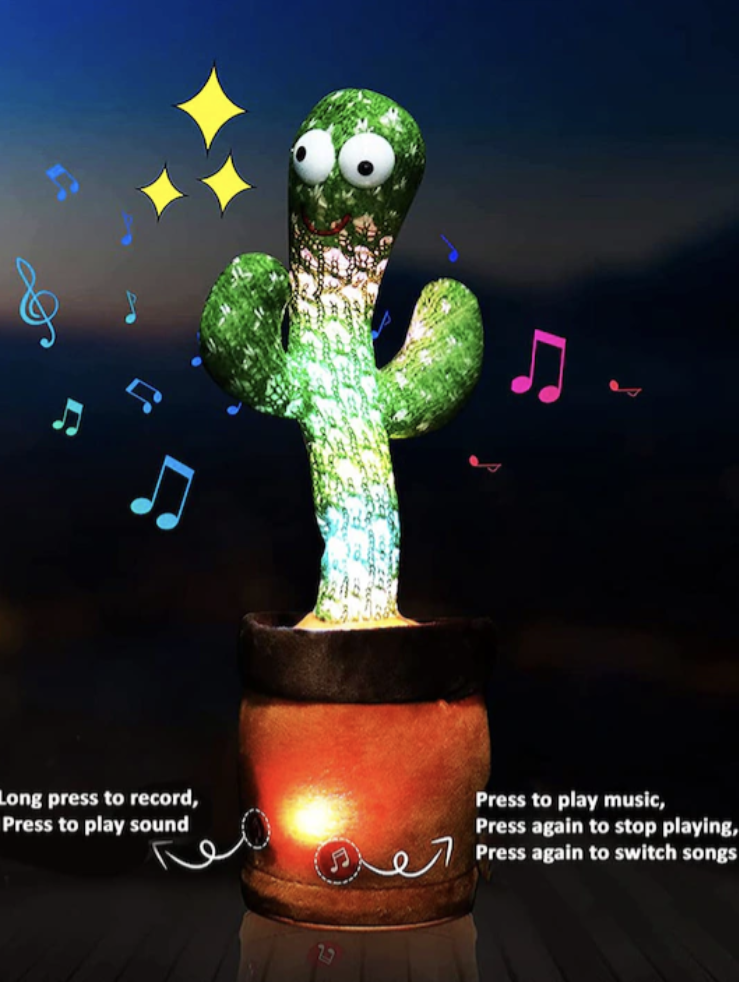 Long press to record,
Press to play sound
Press to play music,
Press again to stop playing,
Press again to switch songs